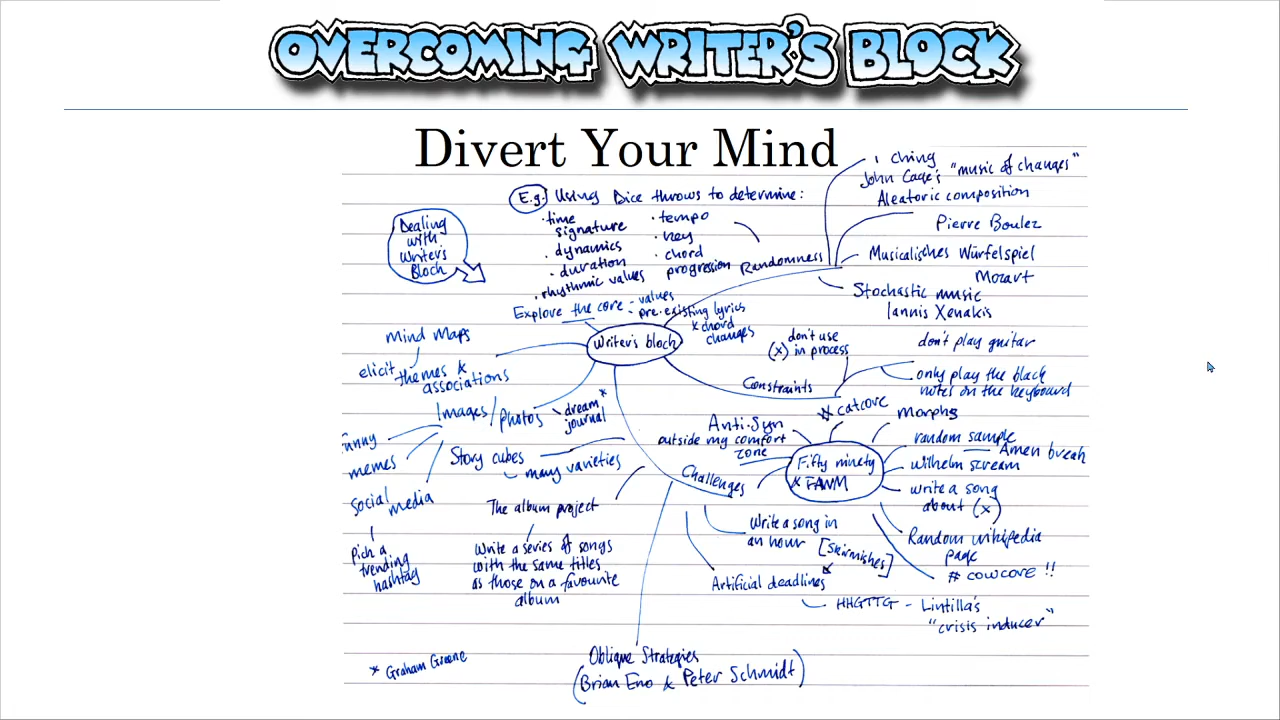 OVERCOMING WRITER'S BLOCK
Divert Your Mind
Dealing
with
Writers
Block
E.g. Using Dice throws to determine:
· time
signature
· dynamics
· duration
· rhythmic values
· tempo
· key
· chord
progression
Randomness
I ching
John Cage's "music of changes"
Aleatoric composition
Pierre Boulez
Musicalisches Würfelspiel
Mozart
Stochastic music
Iannis Xenakis
Explore the core - values
- pre-existing lyrics
& chord
changes
Writer's block
Mind Maps
elicit themes &
associations
Images / Photos
dream*
journal
Funny
memes
Social
media
Pick a
trending
hashtag
Story cubes
many varieties
The album project
Write a series of songs
with the same titles
as those on a favourite
album
* Graham Greene
Constraints
don't use
(x) in process
don't play guitar
only play the black
notes on the keyboard
Challenges
Fifty ninety
& FAWM
Anti-Syn
outside my comfort
zone
# catcore
Morphs
random sample
Amen break
wilhelm scream
write a song
about (x)
Random wikipedia
page
# cowcore !!
Write a song in
an hour
[Skirmishes]
Artificial deadlines
HHGTTG - Lintilla's
"crisis inducer"
Oblique Strategies
(Brian Eno & Peter Schmidt)